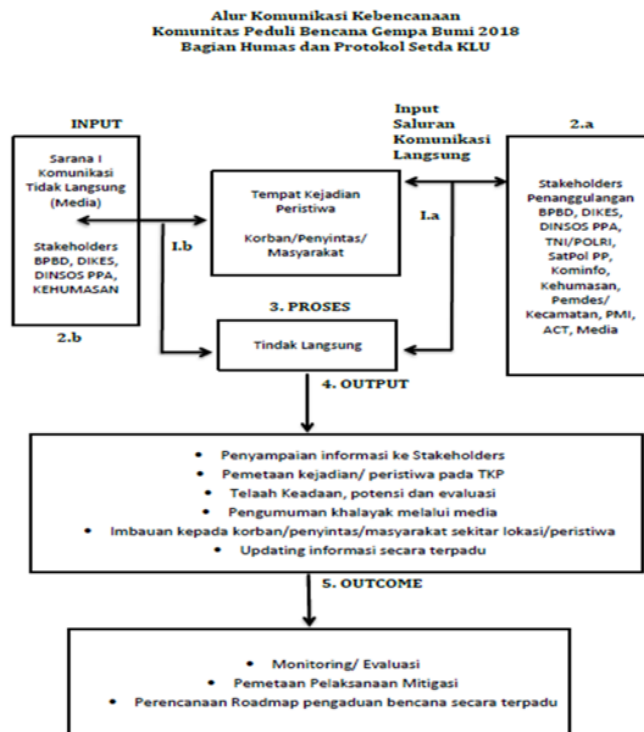 Alur Komunikasi Kebencanaan
Komunitas Peduli Bencana Gempa Bumi 2018
Bagian Humas dan Protokol Setda KLU
INPUT
Sarana I
Komunikasi
Tidak Langsung
(Media)
Stakeholders
BPBD, DIKES,
DINSOS PPA,
KEHUMASAN
2.b
I.b
Tempat Kejadian
Peristiwa
Korban/Penyintas/
Masyarakat
Input
Saluran
Komunikasi
Langsung
I.a
2.a
Stakeholders
Penanggulangan
BPBD, DIKES,
DINSOS PPA,
TNI/POLRI,
SatPol PP,
Kominfo,
Kehumasan,
Pemdes/
Kecamatan, PMI,
ACT, Media
3. PROSES
Tindak Langsung
4. OUTPUT
• Penyampaian informasi ke Stakeholders
• Pemetaan kejadian/ peristiwa pada TKP
• Telaah Keadaan, potensi dan evaluasi
• Pengumuman khalayak melalui media
• Imbauan kepada korban/penyintas/masyarakat sekitar lokasi/peristiwa
• Updating informasi secara terpadu
5. OUTCOME
• Monitoring/ Evaluasi
• Pemetaan Pelaksanaan Mitigasi
• Perencanaan Roadmap pengaduan bencana secara terpadu